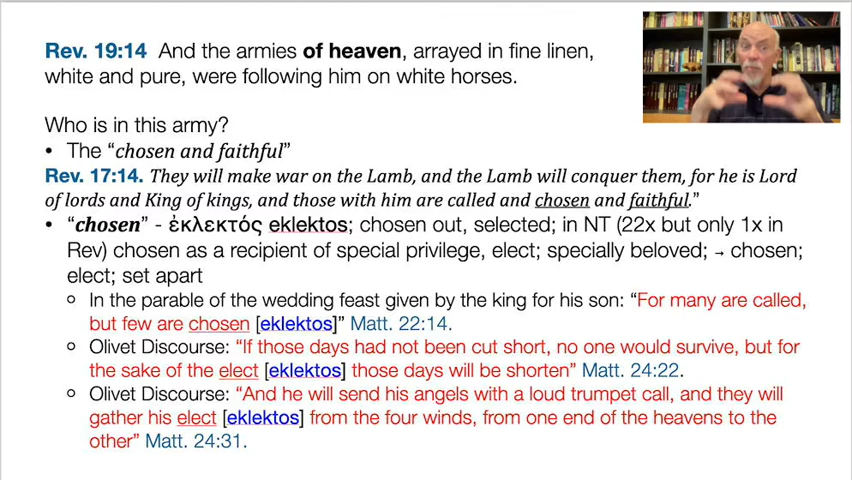 Rev. 19:14 And the armies of heaven, arrayed in fine linen,
white and pure, were following him on white horses.
Who is in this army?
• The “chosen and faithful”
Rev. 17:14. They will make war on the Lamb, and the Lamb will conquer them, for he is Lord
of lords and King of kings, and those with him are called and chosen and faithful.”
• “chosen” - ἐκλεκτός eklektos; chosen out, selected; in NT (22x but only 1x in
Rev) chosen as a recipient of special privilege, elect; specially beloved; → chosen;
elect; set apart
o In the parable of the wedding feast given by the king for his son: “For many are called,
but few are chosen [eklektos]” Matt. 22:14.
o Olivet Discourse: “If those days had not been cut short, no one would survive, but for
the sake of the elect [eklektos] those days will be shorten” Matt. 24:22.
o Olivet Discourse: “And he will send his angels with a loud trumpet call, and they will
gather his elect [eklektos] from the four winds, from one end of the heavens to the
other” Matt. 24:31.